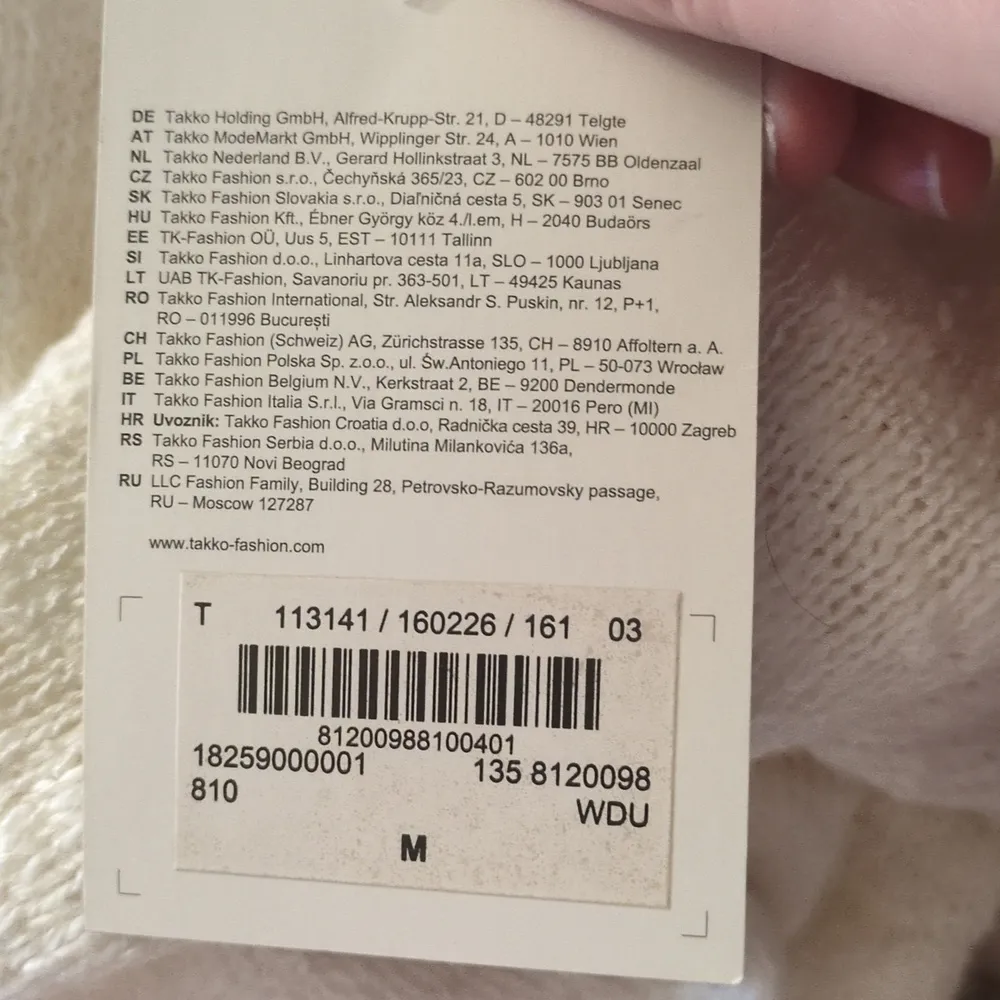 DE Takko Holding GmbH, Alfred-Krupp-Str. 21, D – 48291 Telgte
AT Takko ModeMarkt GmbH, Wipplinger Str. 24, A – 1010 Wien
NL Takko Nederland B.V., Gerard Hollinkstraat 3, NL – 7575 BB Oldenzaal
CZ Takko Fashion s.r.o., Čechyňská 365/23, CZ – 602 00 Brno
SK Takko Fashion Slovakia s.r.o., Diaľničná cesta 5, SK – 903 01 Senec
HU Takko Fashion Kft., Ébner György köz 4./I.em, H – 2040 Budaörs
EE TK-Fashion OÜ, Uus 5, EST – 10111 Tallinn
SI Takko Fashion d.o.o., Linhartova cesta 11a, SLO – 1000 Ljubljana
LT UAB TK-Fashion, Savanoriu pr. 363-501, LT – 49425 Kaunas
RO Takko Fashion International, Str. Aleksandr S. Puskin, nr. 12, P+1,
RO – 011996 Bucureşti
CH Takko Fashion (Schweiz) AG, Zürichstrasse 135, CH – 8910 Affoltern a. A.
PL Takko Fashion Polska Sp. z.o.o., ul. Św.Antoniego 11, PL – 50-073 Wrocław
BE Takko Fashion Belgium N.V., Kerkstraat 2, BE – 9200 Dendermonde
IT Takko Fashion Italia S.r.l., Via Gramsci n. 18, IT – 20016 Pero (MI)
HR Uvoznik: Takko Fashion Croatia d.o.o, Radnička cesta 39, HR – 10000 Zagreb
RS Takko Fashion Serbia d.o.o., Milutina Milankovića 136a,
RS – 11070 Novi Beograd
RU LLC Fashion Family, Building 28, Petrovsko-Razumovsky passage,
RU – Moscow 127287
www.takko-fashion.com
T 113141 / 160226 / 161 03
81200988100401
18259000001 135 8120098
810 WDU
M